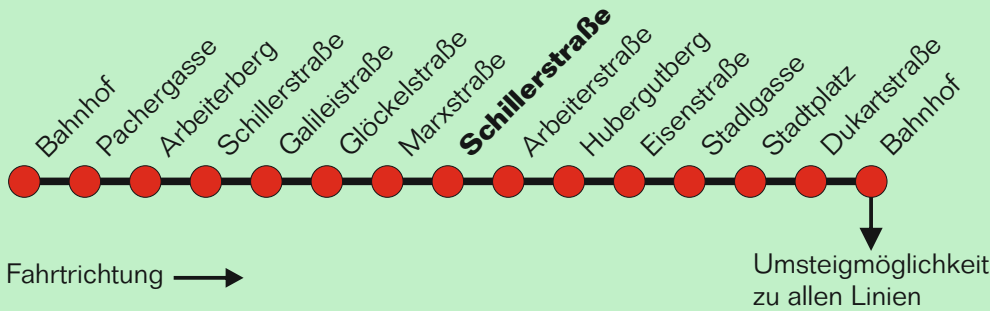 Bahnhof
Pachergasse
Arbeiterberg
Schillerstraße
Galileistraße
Glöckelstraße
Marxstraße
Schillerstraße
Arbeiterstraße
Hubergutberg
Eisenstraße
Stadlgasse
Stadtplatz
Dukartstraße
Bahnhof
Fahrtrichtung
Umsteigmöglichkeit
zu allen Linien